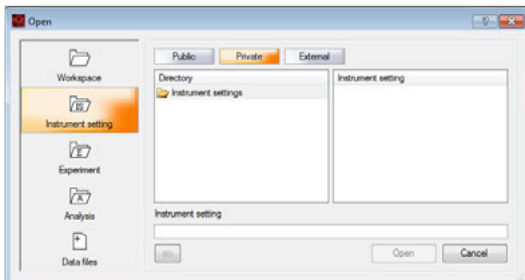 Open
Workspace
Instrument setting
Experiment
Analysis
Data files
Public Private External
Directory
Instrument settings
Instrument setting
Instrument setting
Open Cancel